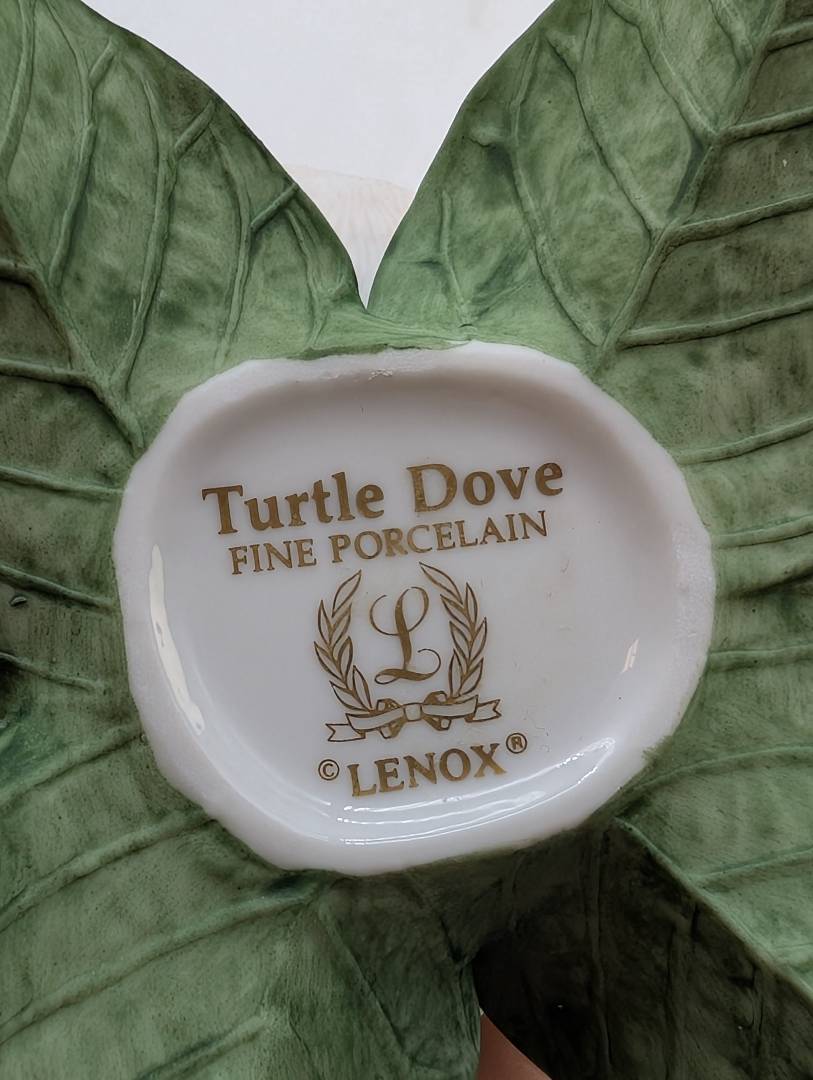 Turtle Dove
FINE PORCELAIN
L
© LENOX ®